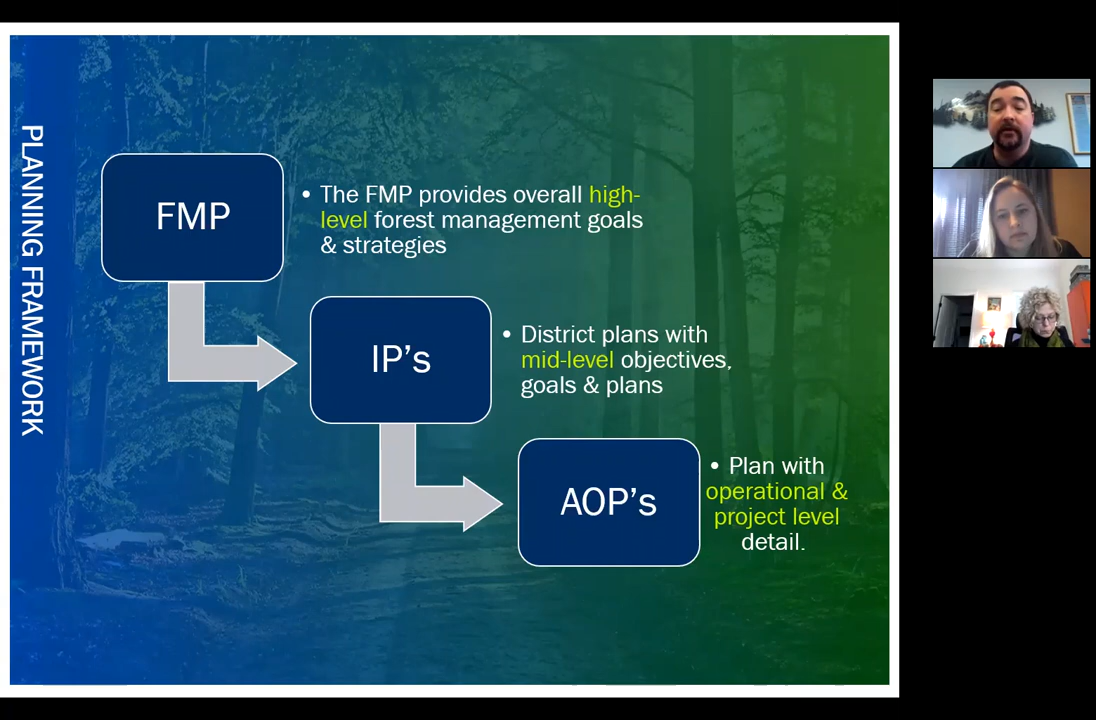 PLANNING FRAMEWORK
FMP
• The FMP provides overall high-
level forest management goals
& strategies
IP’s
• District plans with
mid-level objectives,
goals & plans
AOP’s
• Plan with
operational &
project level
detail.